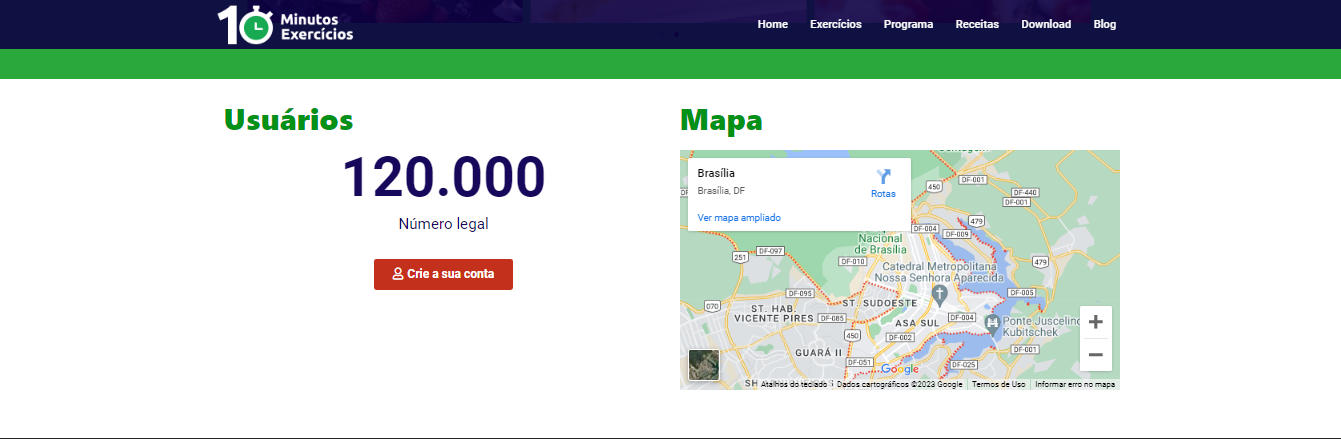 10 Minutos
Exercícios
Home
Exercícios
Programa
Receitas
Download
Blog
Usuários
120.000
Número legal
Crie a sua conta
Mapa
Brasília
Brasília, DF
Ver mapa ampliado
Rotas
DF-001
450
DF-440
DF-001
479
DF-004
DF-009
Nacional
de Brasília
DF-097
251
DF-010
479
Catedral Metropolitana
Nossa Senhora Aparecida
DF-095
DF-005
070
ST. HAB.
VICENTE PIRES
ST. SUDOESTE
DF-085
ASA SUL
DF-004
Ponte Juscelino
Kubitschek
450
DF-002
GUARÁ II
DF-001
DF-051
DF-025
Google
Atalhos do teclado
Dados cartográficos ©2023 Google
Termos de Uso
Informar erro no mapa